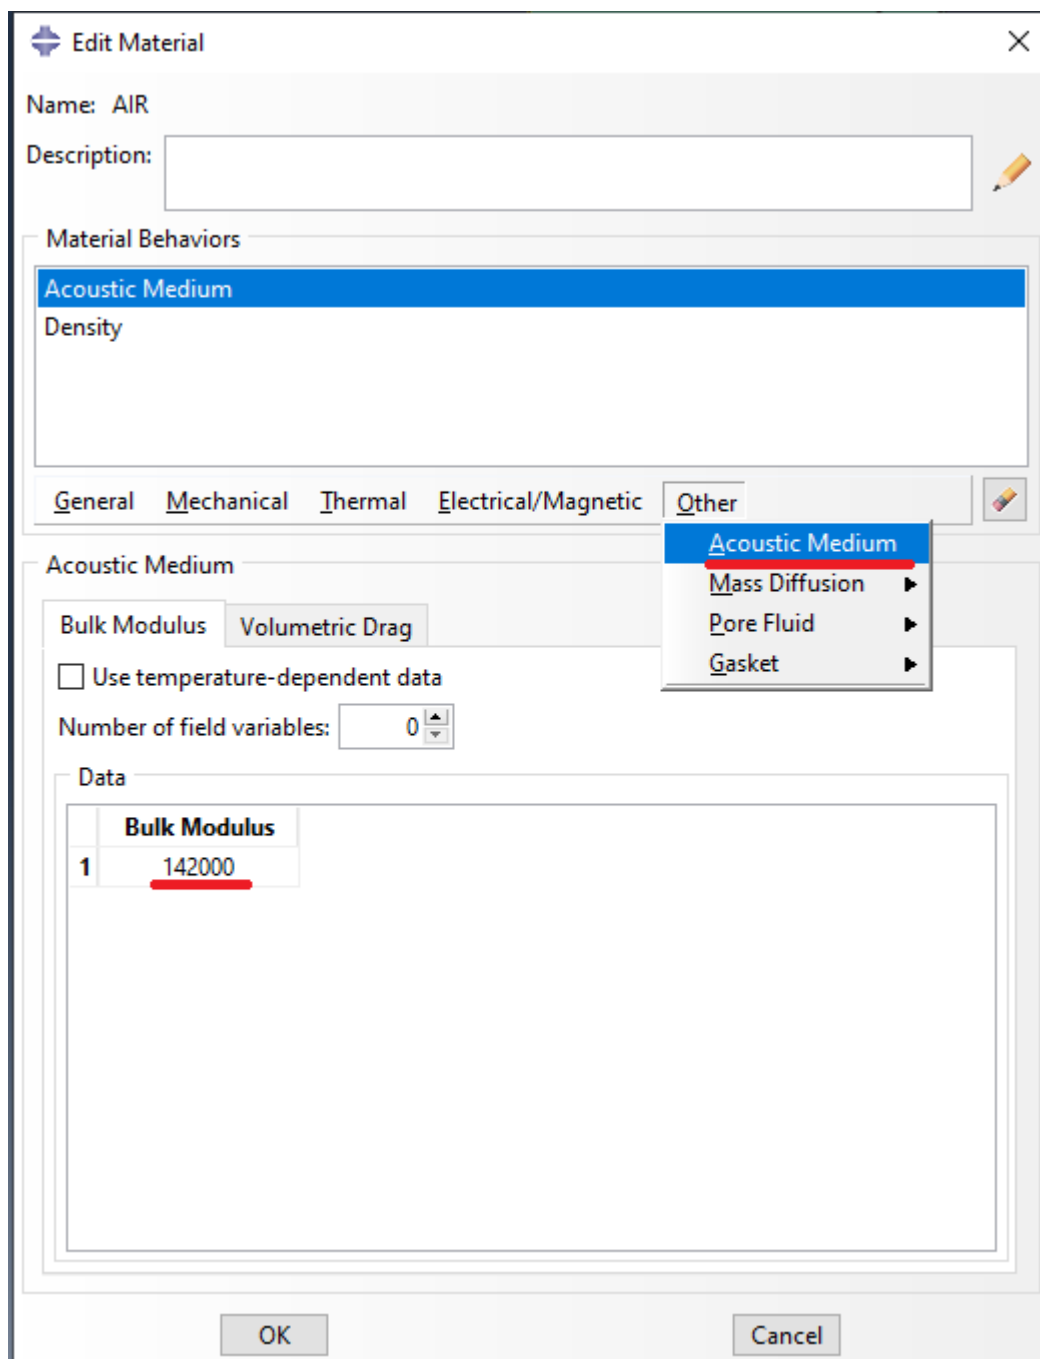 Edit Material
Name: AIR
Description:
Material Behaviors
Acoustic Medium
Density
General Mechanical Thermal Electrical/Magnetic Other
Acoustic Medium
Mass Diffusion
Pore Fluid
Gasket
Acoustic Medium
Bulk Modulus Volumetric Drag
Use temperature-dependent data
Number of field variables: 0
Data
Bulk Modulus
1 142000
OK Cancel